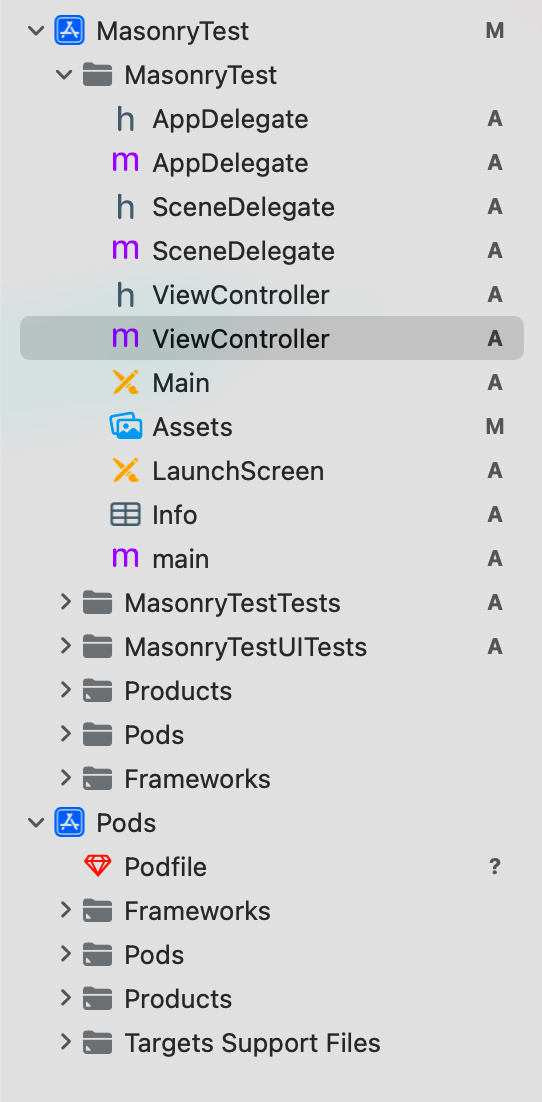 MasonryTest M
MasonryTest
h AppDelegate A
m AppDelegate A
h SceneDelegate A
m SceneDelegate A
h ViewController A
m ViewController A
Main A
Assets M
LaunchScreen A
Info A
m main A
MasonryTestTests A
MasonryTestUITests A
Products
Pods
Frameworks
Pods
Podfile ?
Frameworks
Pods
Products
Targets Support Files